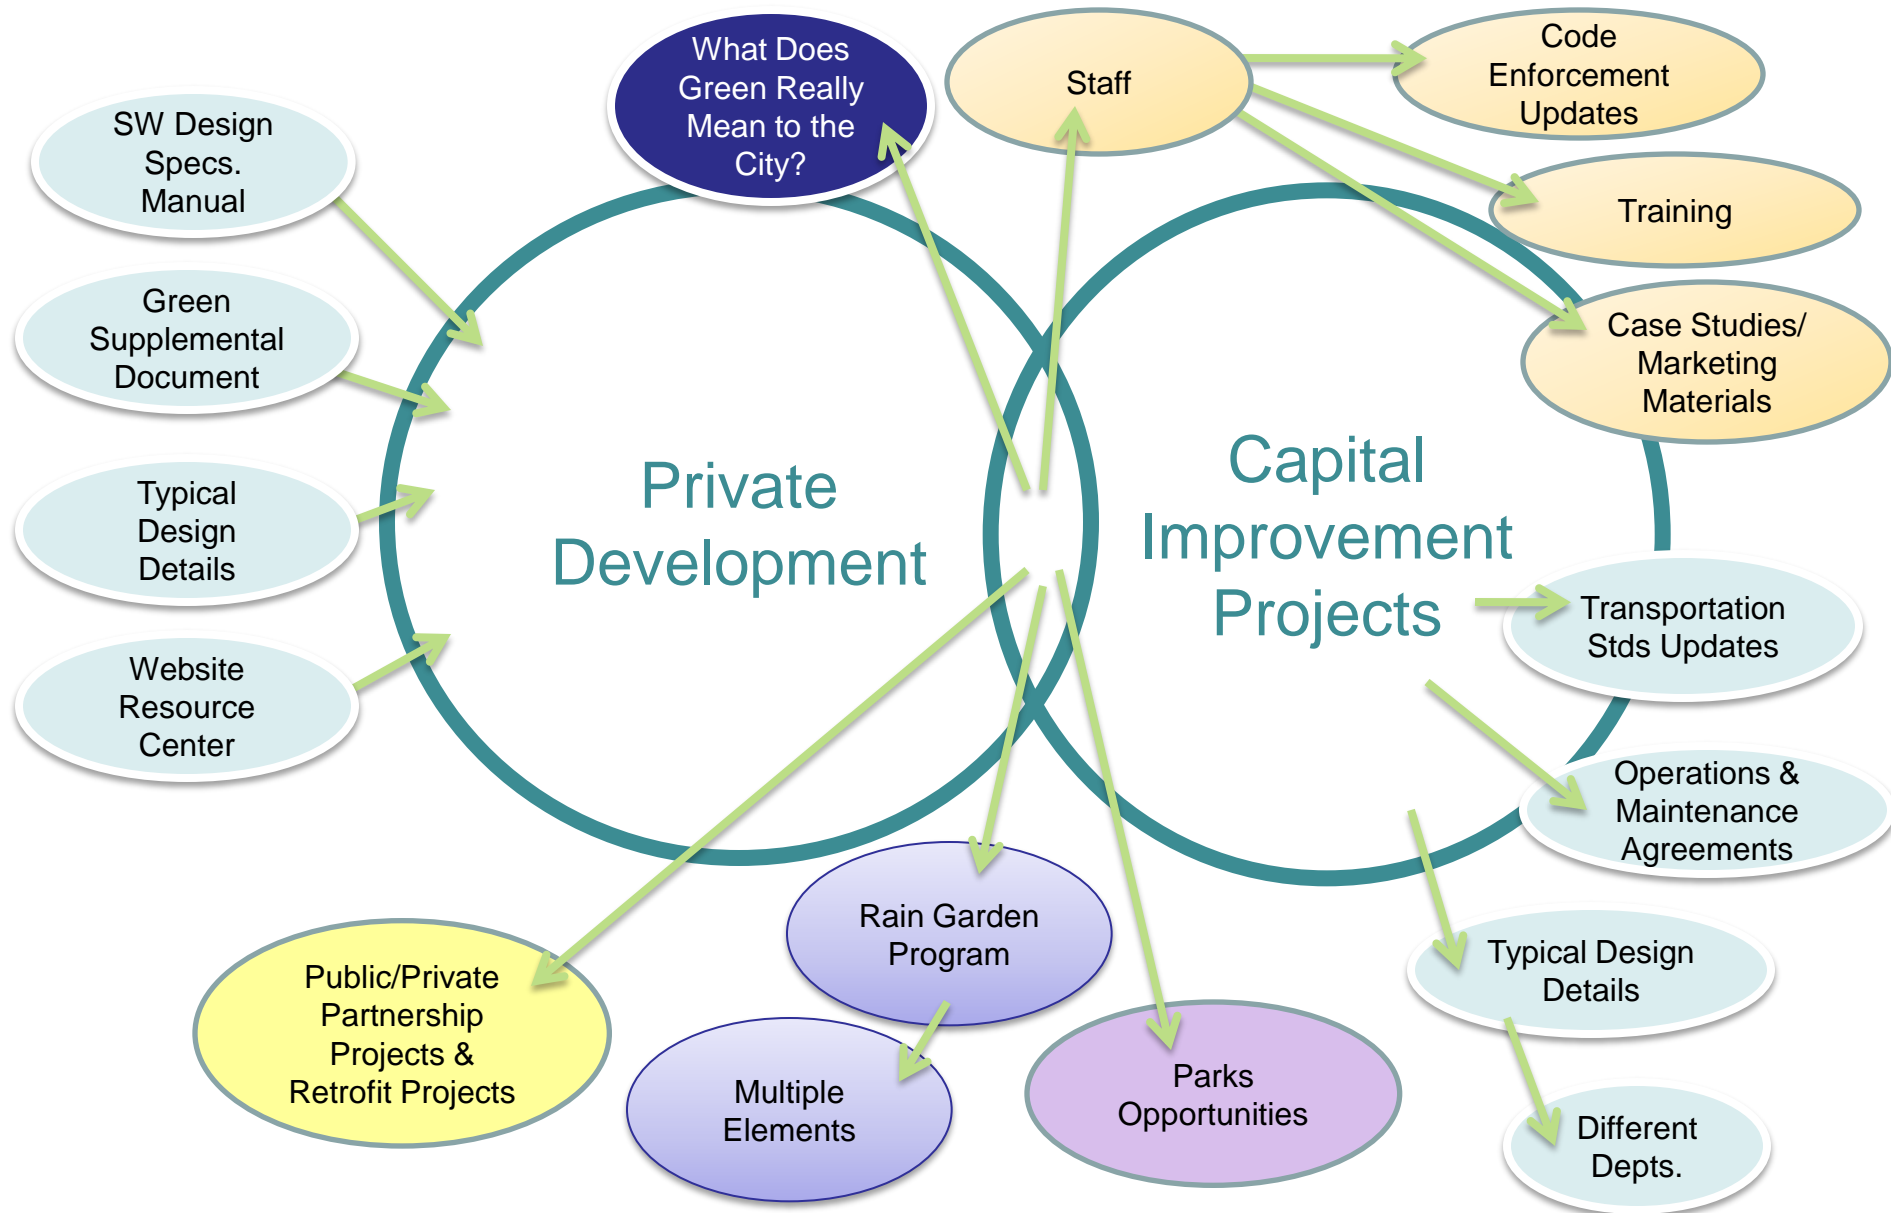 What Does
Green Really
Mean to the
City?
Staff
Code
Enforcement
Updates
SW Design
Specs.
Manual
Training
Green
Supplemental
Document
Case Studies/
Marketing
Materials
Private
Development
Capital
Improvement
Projects
Typical
Design
Details
Transportation
Stds Updates
Website
Resource
Center
Operations &
Maintenance
Agreements
Rain Garden
Program
Typical Design
Details
Public/Private
Partnership
Projects &
Retrofit Projects
Multiple
Elements
Parks
Opportunities
Different
Depts.